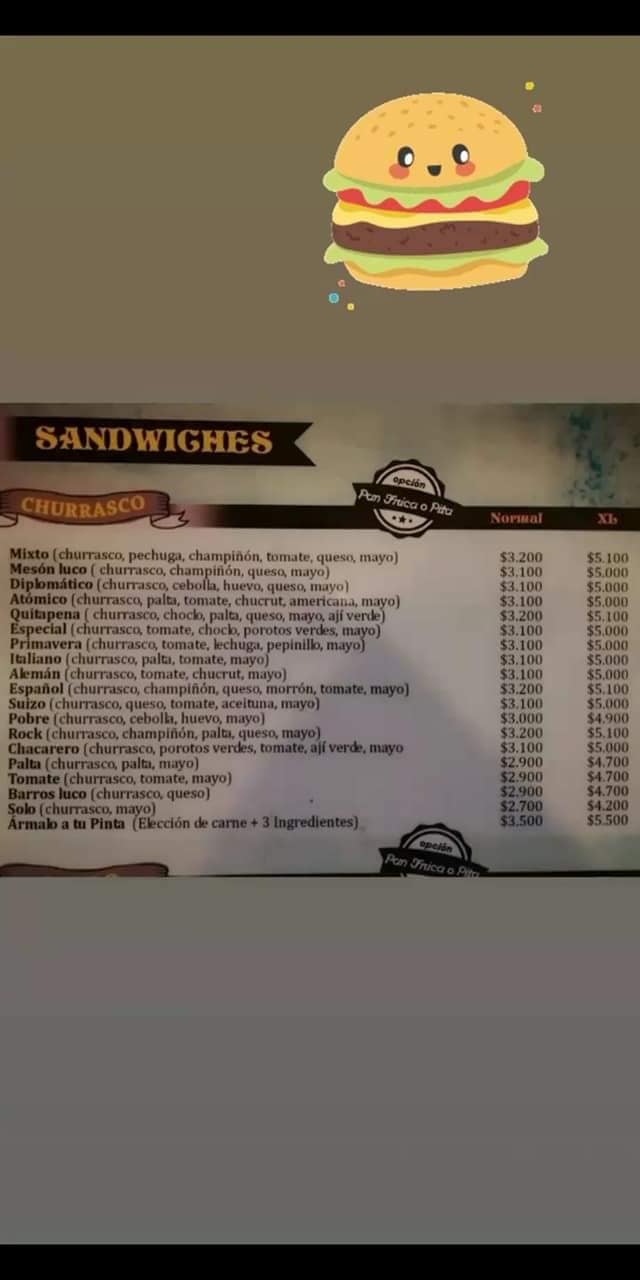 SANDWICHES
opción
Pan Frica o Pita
CHURRASCO
Normal XL
Mixto (churrasco, pechuga, champiñón, tomate, queso, mayo) $3.200 $5.100
Mesón luco ( churrasco, champiñón, queso, mayo) $3.100 $5.000
Diplomático (churrasco, cebolla, huevo, queso, mayo) $3.100 $5.000
Atómico (churrasco, palta, tomate, chucrut, americana, mayo) $3.100 $5.000
Quitapena ( churrasco, choclo, palta, queso, mayo, ají verde) $3.200 $5.100
Especial (churrasco, tomate, choclo, porotos verdes, mayo) $3.100 $5.000
Primavera (churrasco, tomate, lechuga, pepinillo, mayo) $3.100 $5.000
Italiano (churrasco, palta, tomate, mayo) $3.100 $5.000
Alemán (churrasco, tomate, chucrut, mayo) $3.100 $5.000
Español (churrasco, champiñón, queso, morrón, tomate, mayo) $3.200 $5.100
Suizo (churrasco, queso, tomate, aceituna, mayo) $3.100 $5.000
Pobre (churrasco, cebolla, huevo, mayo) $3.000 $4.900
Rock (churrasco, champiñón, palta, queso, mayo) $3.200 $5.100
Chacarero (churrasco, porotos verdes, tomate, ají verde, mayo $3.100 $5.000
Palta (churrasco, palta, mayo) $2.900 $4.700
Tomate (churrasco, tomate, mayo) $2.900 $4.700
Barros luco (churrasco, queso) $2.900 $4.700
Solo (churrasco, mayo) $2.700 $4.200
Ármalo a tu Pinta (Elección de carne + 3 Ingredientes) $3.500 $5.500
opción
Pan Frica o Pita